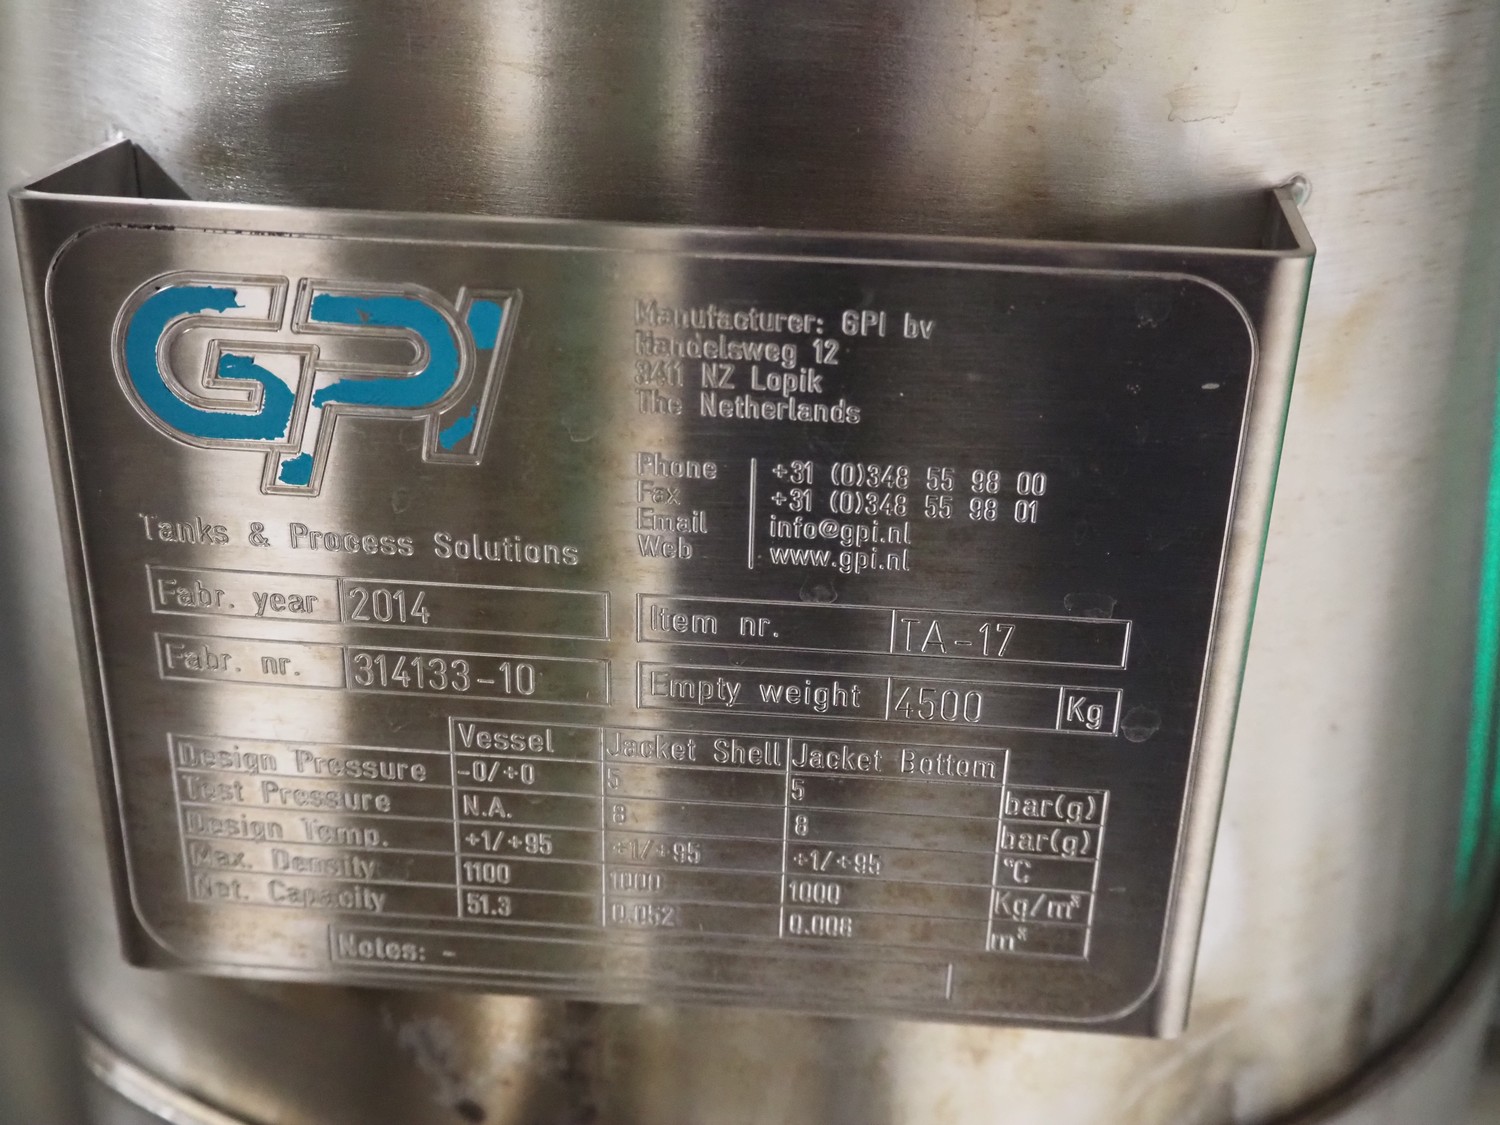 GPI
Tanks & Process Solutions
Manufacturer: GPI bv
Handelsweg 12
3411 NZ Lopik
The Netherlands
Phone +31 (0)348 55 98 00
Fax +31 (0)348 55 98 01
Email info@gpi.nl
Web www.gpi.nl
Fabr. year 2014
Item nr. TA-17
Fabr. nr. 314133-10
Empty weight 4500 Kg
Vessel Jacket Shell Jacket Bottom
Design Pressure -0/+0 5 5 bar(g)
Test Pressure N.A. 8 8 bar(g)
Design Temp. +1/+95 +1/+95 +1/+95 °C
Max. Density 1100 1000 1000 Kg/m³
Net. Capacity 51.3 0.052 0.008 m³
Notes: -